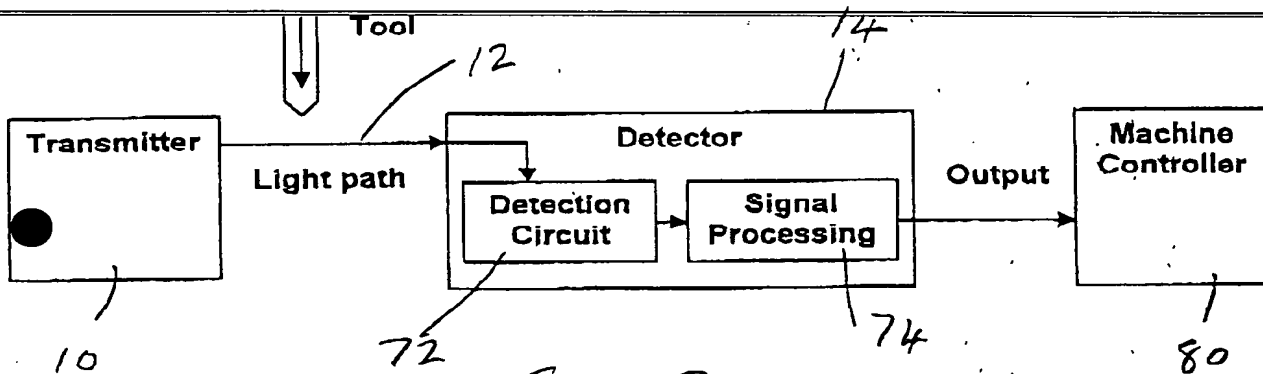 Tool
14
12
Transmitter
Light path
Detector
Detection
Circuit
Signal
Processing
Output
Machine
Controller
10
72
74
80